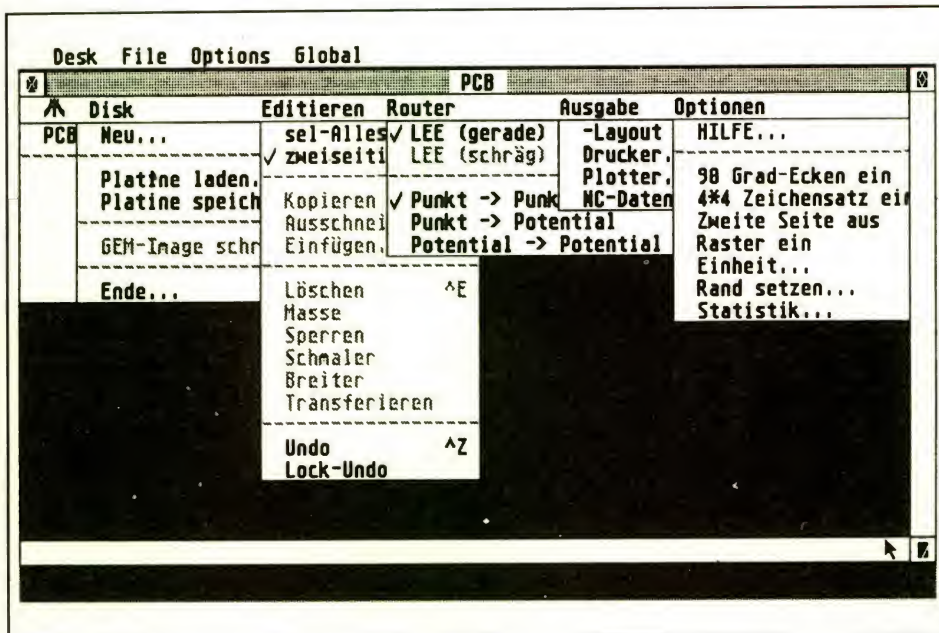 Desk File Options Global
PCB
Disk Editieren Router Ausgabe Optionen
PCB
Neu...
Platine laden.
Platine speich
GEM-Image schr
Ende...
sel-Alles
✓ zweiseiti
Kopieren
Ausschnei
Einfügen.
Löschen ^E
Masse
Sperren
Schmaler
Breiter
Transferieren
Undo ^Z
Lock-Undo
✓ LEE (gerade)
LEE (schräg)
✓ Punkt -> Punk
Punkt -> Potential
Potential -> Potential
-Layout
Drucker.
Plotter.
NC-Daten
HILFE...
90 Grad-Ecken ein
4*4 Zeichensatz ein
Zweite Seite aus
Raster ein
Einheit...
Rand setzen...
Statistik...